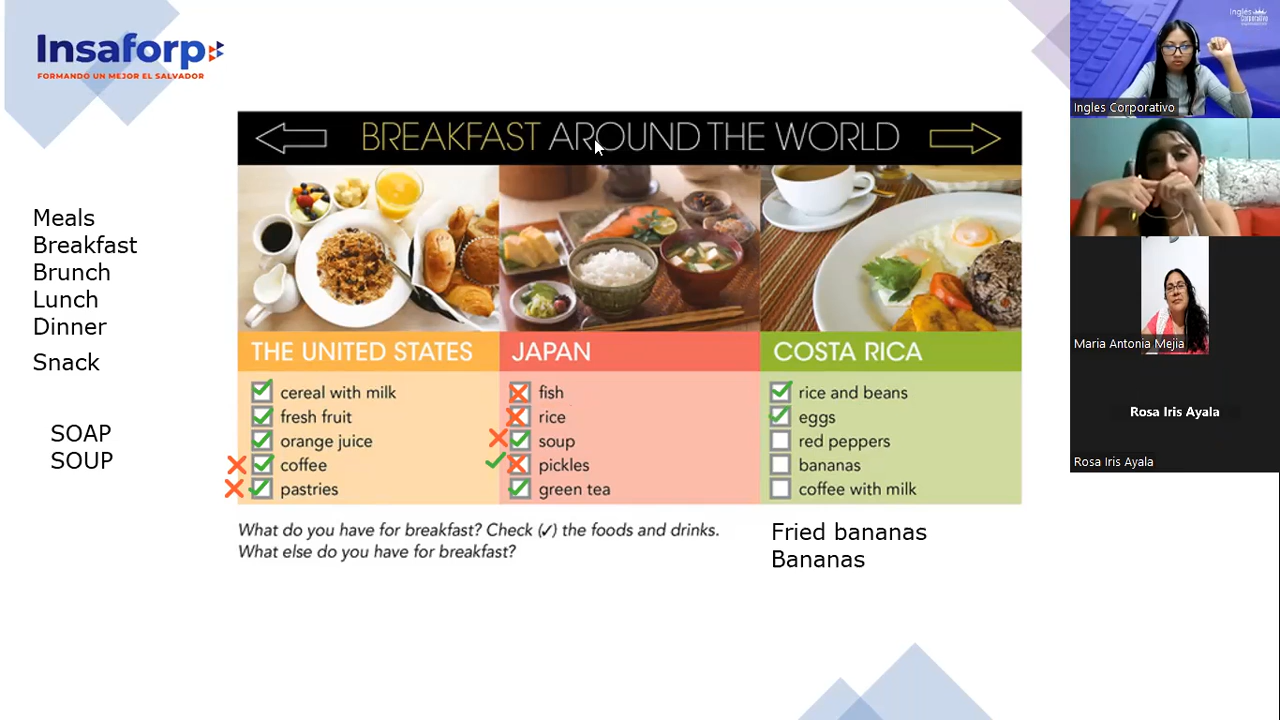 Insaforp
FORMANDO UN MEJOR EL SALVADOR
BREAKFAST AROUND THE WORLD
Meals
Breakfast
Brunch
Lunch
Dinner
Snack
SOAP
SOUP
THE UNITED STATES
cereal with milk
fresh fruit
orange juice
coffee
pastries
JAPAN
fish
rice
soup
pickles
green tea
COSTA RICA
rice and beans
eggs
red peppers
bananas
coffee with milk
What do you have for breakfast? Check (✓) the foods and drinks.
What else do you have for breakfast?
Fried bananas
Bananas
Inglés
Corporativo
Ingles Corporativo
Maria Antonia Mejia
Rosa Iris Ayala
Rosa Iris Ayala